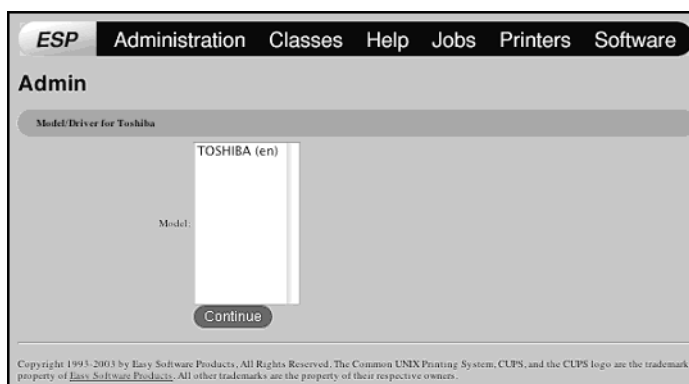 ESP Administration Classes Help Jobs Printers Software
Admin
Model/Driver for Toshiba
TOSHIBA (en)
Model:
Continue
Copyright 1993-2003 by Easy Software Products, All Rights Reserved. The Common UNIX Printing System, CUPS, and the CUPS logo are the trademark
property of Easy Software Products. All other trademarks are the property of their respective owners.